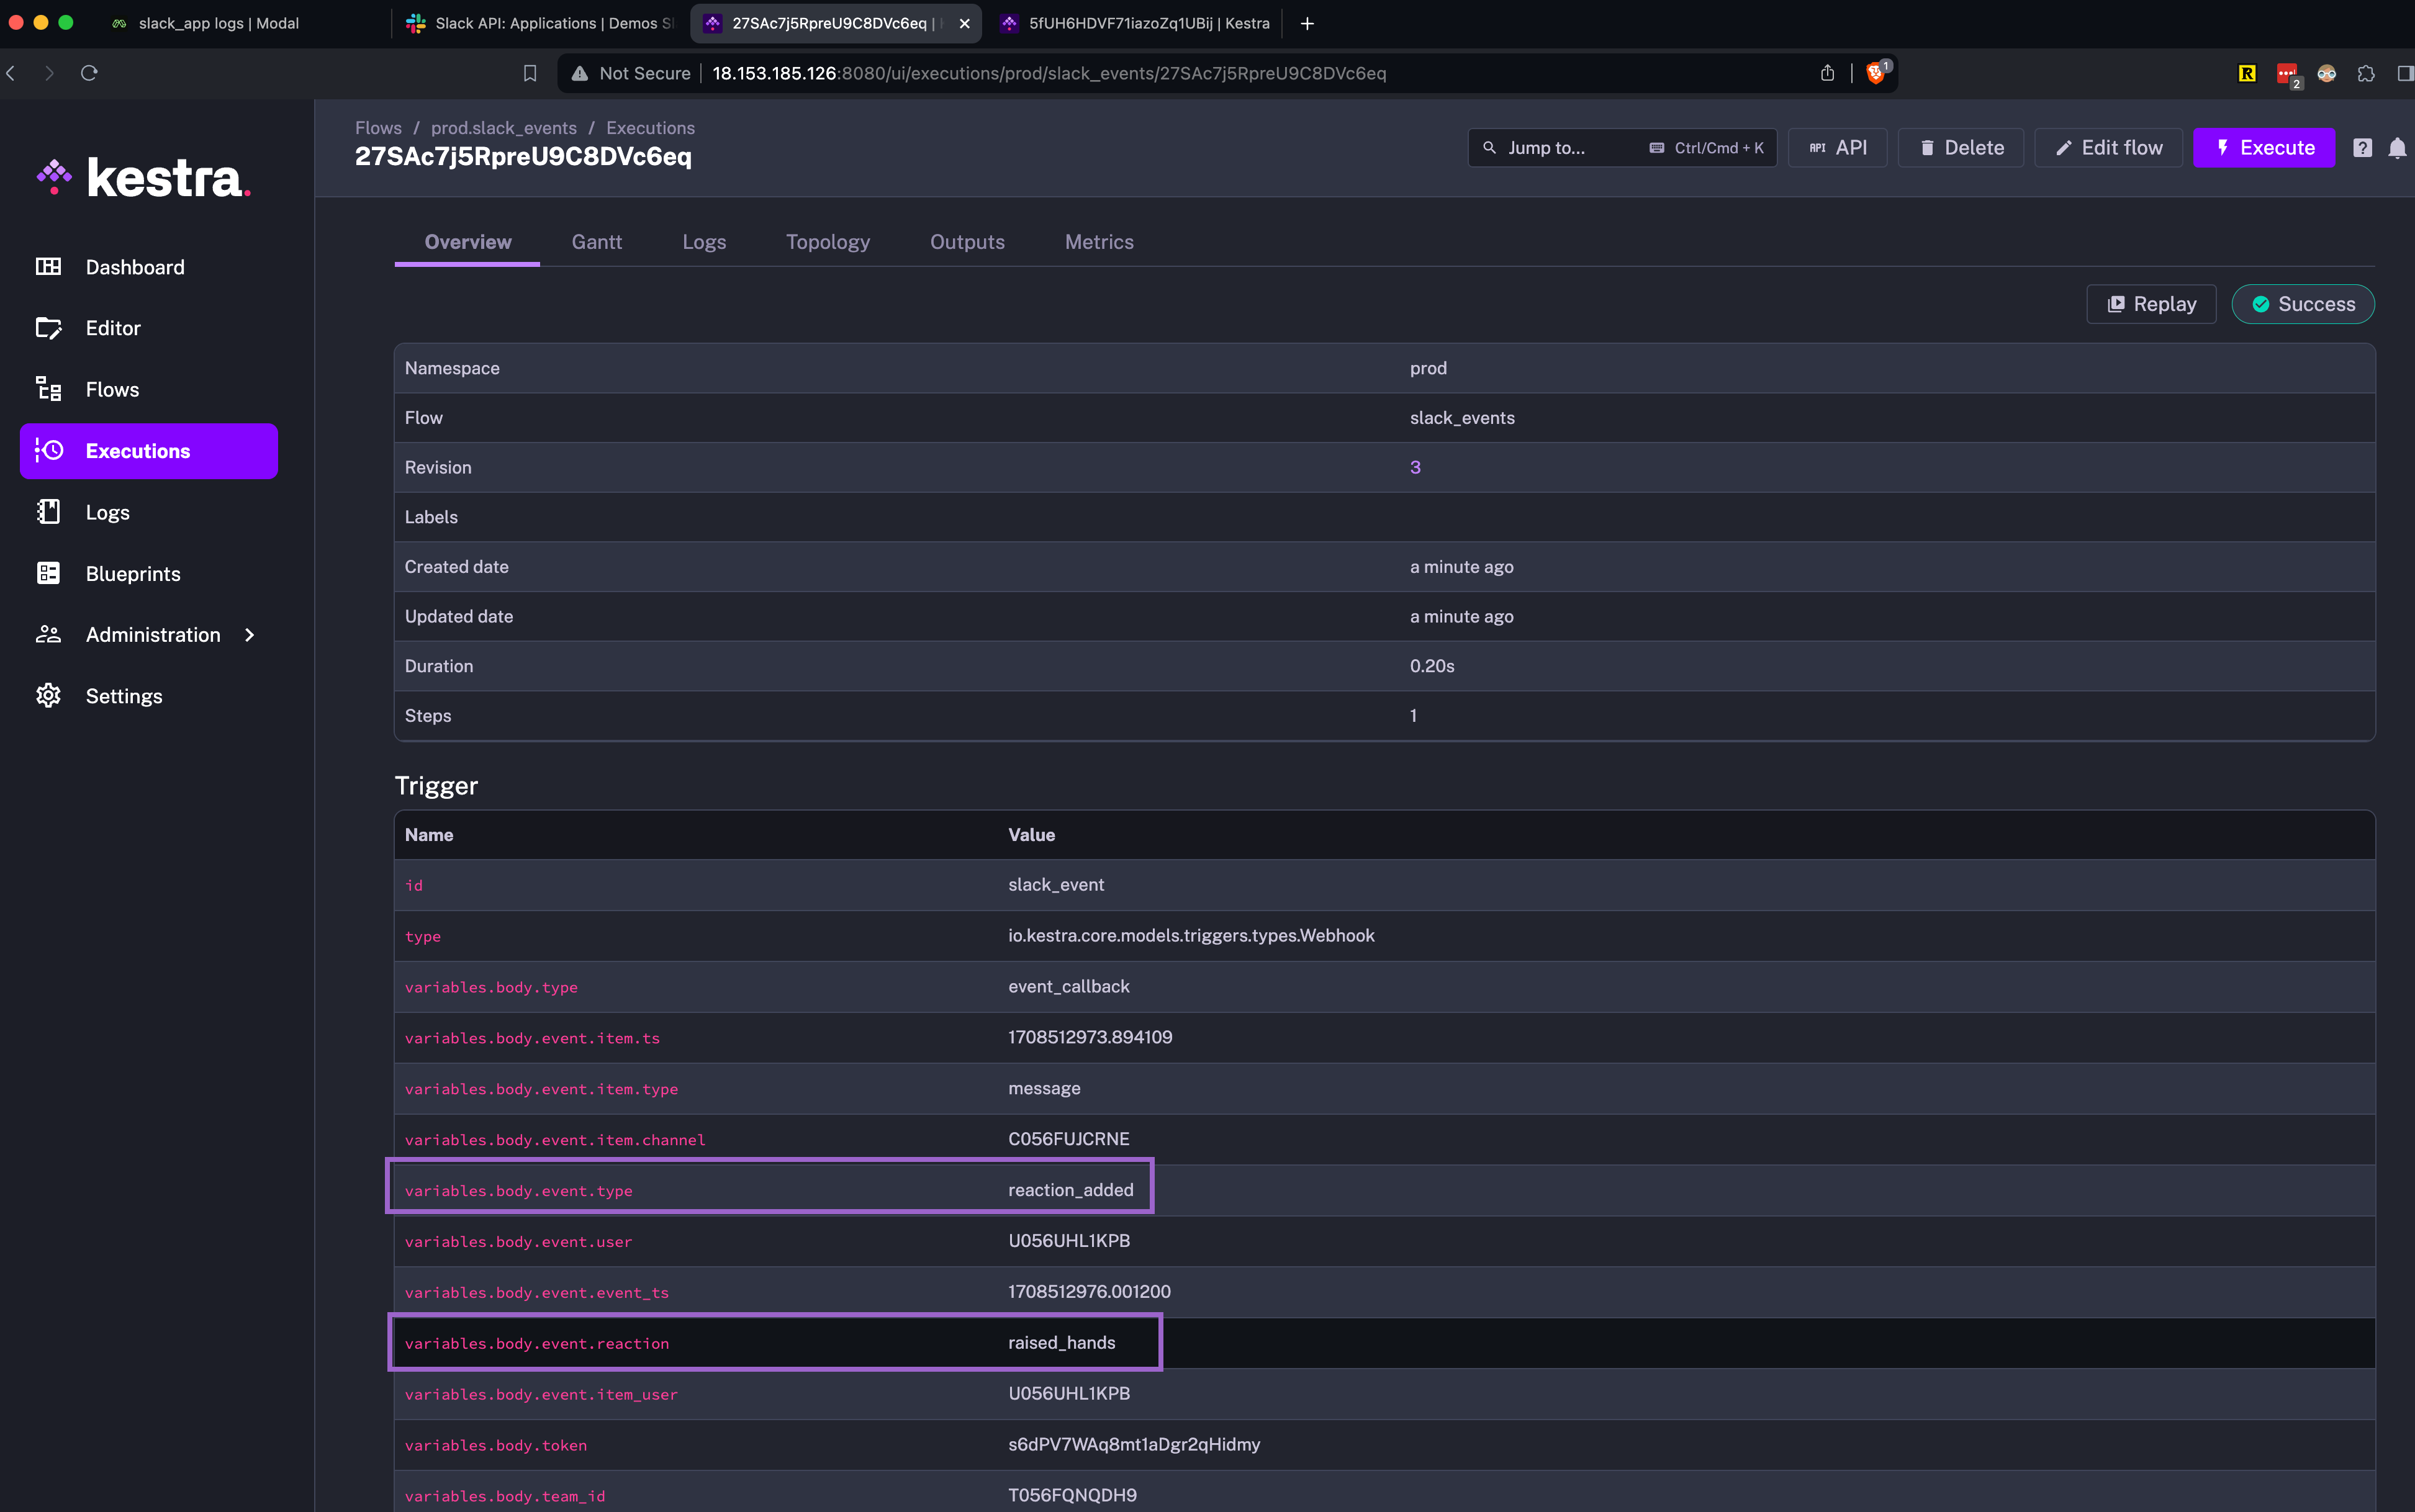 slack_app logs | Modal
Slack API: Applications | Demos
27SAc7j5RpreU9C8DVc6eq |
5fUH6HDVF71iazoZq1UBij | Kestra
Not Secure | 18.153.185.126:8080/ui/executions/prod/slack_events/27SAc7j5RpreU9C8DVc6eq
1
R
2
kestra.
Dashboard
Editor
Flows
Executions
Logs
Blueprints
Administration
Settings
Flows / prod.slack_events / Executions
27SAc7j5RpreU9C8DVc6eq
Jump to... Ctrl/Cmd + K
API API
Delete
Edit flow
Execute
?
Overview Gantt Logs Topology Outputs Metrics
Replay
Success
Namespace prod
Flow slack_events
Revision 3
Labels
Created date a minute ago
Updated date a minute ago
Duration 0.20s
Steps 1
Trigger
Name Value
id slack_event
type io.kestra.core.models.triggers.types.Webhook
variables.body.type event_callback
variables.body.event.item.ts 1708512973.894109
variables.body.event.item.type message
variables.body.event.item.channel C056FUJCRNE
variables.body.event.type reaction_added
variables.body.event.user U056UHL1KPB
variables.body.event.event_ts 1708512976.001200
variables.body.event.reaction raised_hands
variables.body.event.item_user U056UHL1KPB
variables.body.token s6dPV7WAq8mt1aDgr2qHidmy
variables.body.team_id T056FQNQDH9